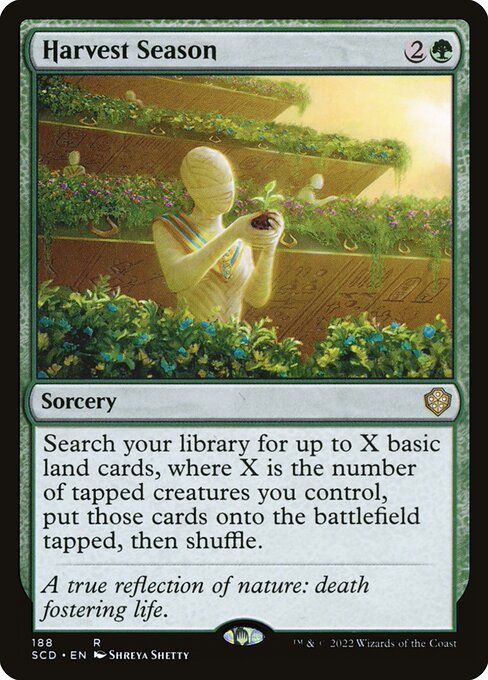 Harvest Season 2
Sorcery
Search your library for up to X basic
land cards, where X is the number
of tapped creatures you control,
put those cards onto the battlefield
tapped, then shuffle.
A true reflection of nature: death
fostering life.
188 R
SCD • EN Shreya Shetty
™ & © 2022 Wizards of the Coast